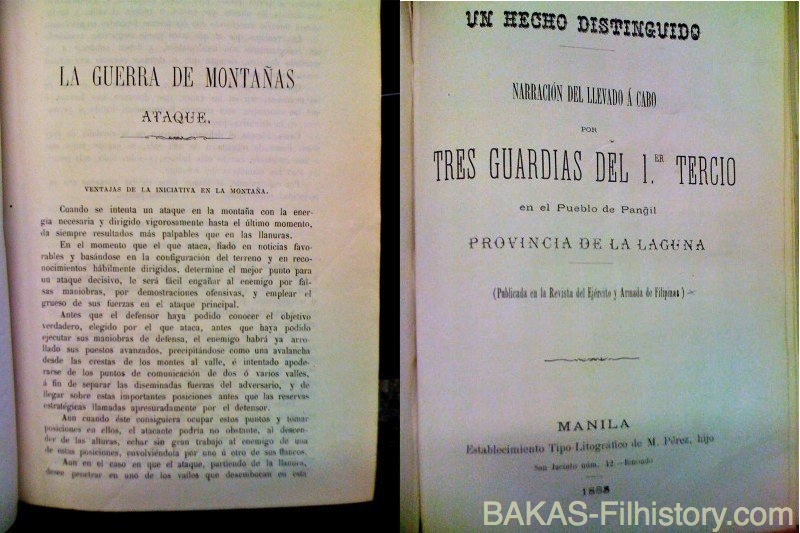 LA GUERRA DE MONTAÑAS
ATAQUE.
VENTAJAS DE LA INICIATIVA EN LA MONTAÑA.
Cuando se intenta un ataque en la montaña con la ener-
gía necesaria y dirigido vigorosamente hasta el último momento,
da siempre resultados más palpables que en las llanuras.
En el momento que el que ataca, fiado en noticias favo-
rables y basándose en la configuración del terreno y en reco-
nocimientos hábilmente dirigidos, determine el mejor punto para
un ataque decisivo, le será fácil engañar al enemigo por fal-
sas maniobras, por demostraciones ofensivas, y emplear el
grueso de sus fuerzas en el ataque principal.
Antes que el defensor haya podido conocer el objetivo
verdadero, elegido por el que ataca, antes que haya podido
ejecutar sus maniobras de defensa, el enemigo habrá ya arro-
llado sus puestos avanzados, precipitándose como una avalancha
desde las crestas de los montes al valle, é intentado apode-
rarse de los puntos de comunicación de dos ó varios valles,
á fin de separar las diseminadas fuerzas del adversario, y de
llegar sobre estas importantes posiciones antes que las reservas
estratégicas llamadas apresuradamente por el defensor.
Aun cuando éste consiguiera ocupar estos puntos y tomar
posiciones en ellos, el atacante podría no obstante, al descen-
der de las alturas, echar sin gran trabajo al enemigo de una
de estas posiciones, envolviéndola por uno ú otro de sus flancos.
Aun en el caso en que el ataque, partiendo de la llanura,
desee penetrar en uno de los valles que desembocan en esta
UN HECHO DISTINGUIDO
NARRACIÓN DEL LLEVADO Á CABO
POR
TRES GUARDIAS DEL 1.ER TERCIO
en el Pueblo de Pangil
PROVINCIA DE LA LAGUNA
(Publicada en la Revista del Ejército y Armada de Filipinas)
MANILA
Establecimiento Tipo Litográfico de M. Pérez, hijo
San Jacinto núm. 42 —Binondo
BAKAS-Filhistory.com